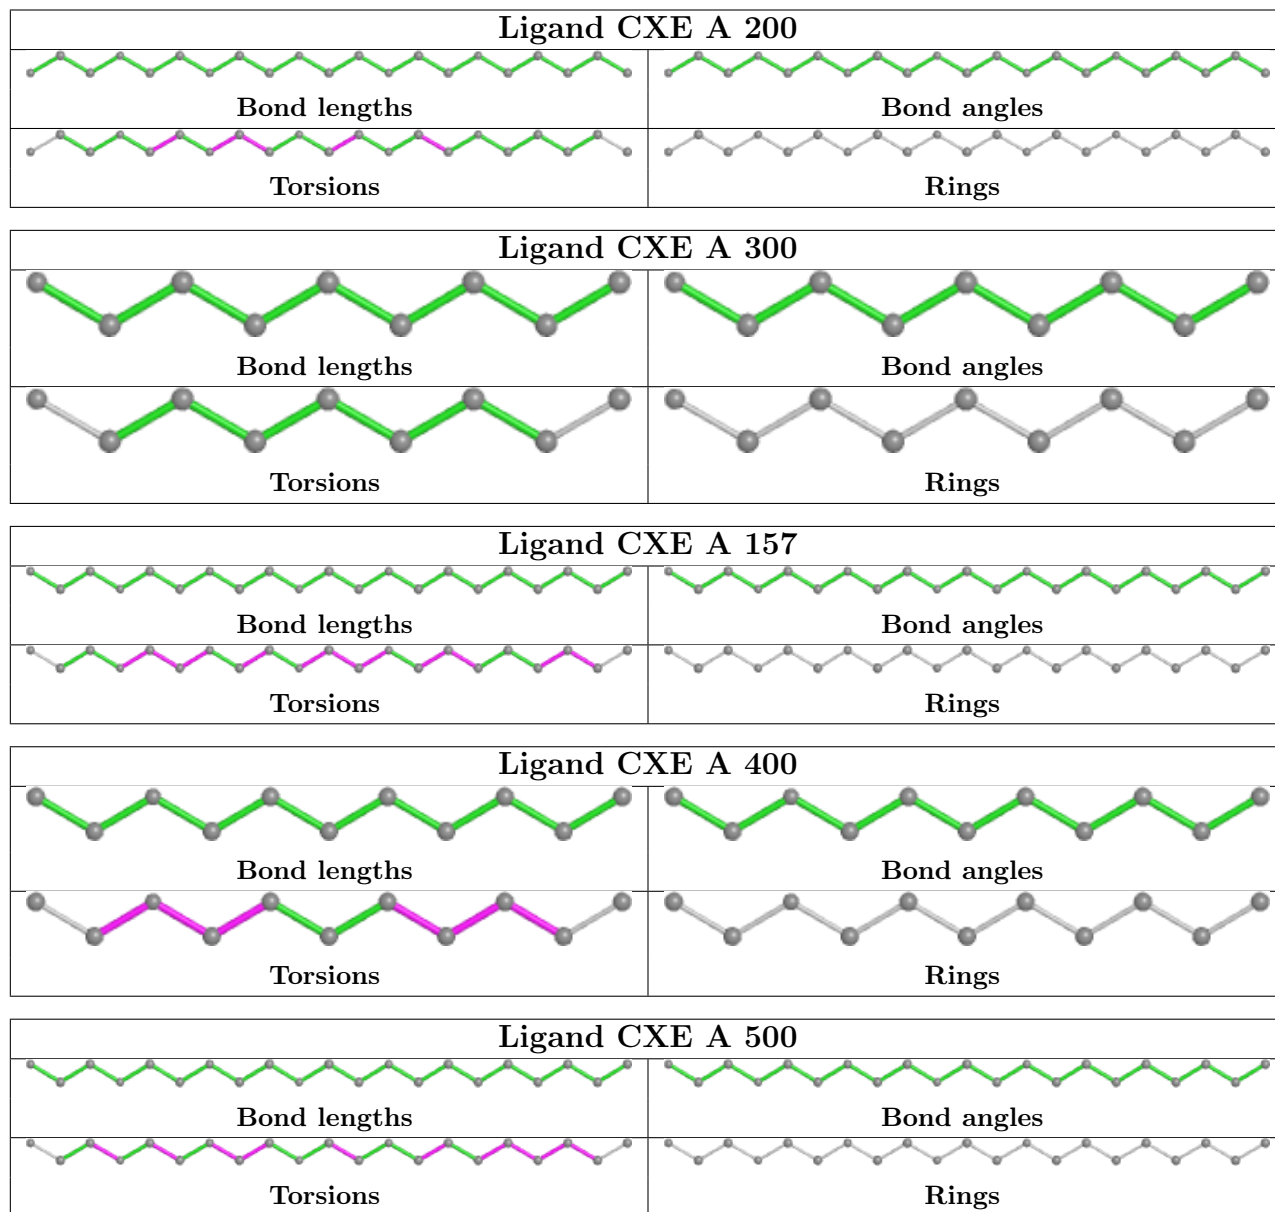 Ligand CXE A 200
Bond lengths
Bond angles
Torsions
Rings
Ligand CXE A 300
Bond lengths
Bond angles
Torsions
Rings
Ligand CXE A 157
Bond lengths
Bond angles
Torsions
Rings
Ligand CXE A 400
Bond lengths
Bond angles
Torsions
Rings
Ligand CXE A 500
Bond lengths
Bond angles
Torsions
Rings